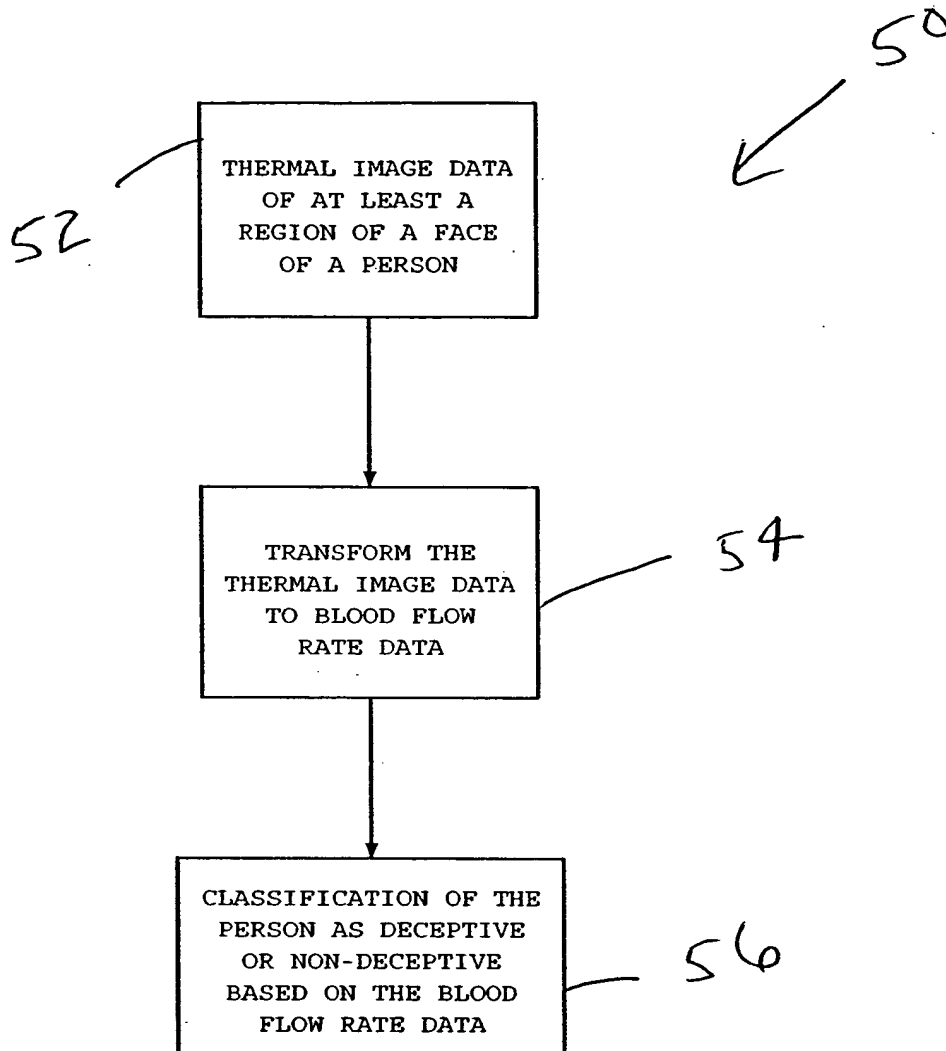 50
52
THERMAL IMAGE DATA
OF AT LEAST A
REGION OF A FACE
OF A PERSON
TRANSFORM THE
THERMAL IMAGE DATA
TO BLOOD FLOW
RATE DATA
54
CLASSIFICATION OF THE
PERSON AS DECEPTIVE
OR NON-DECEPTIVE
BASED ON THE BLOOD
FLOW RATE DATA
56